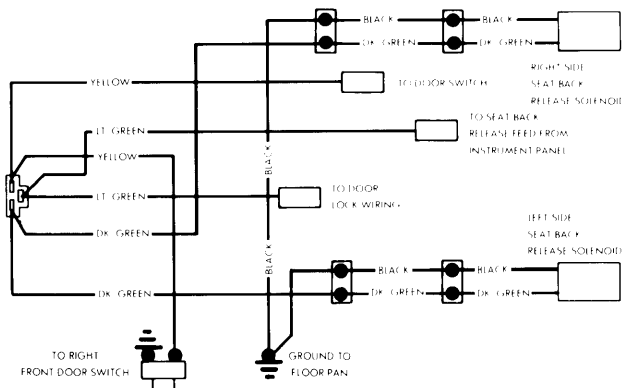 BLACK BLACK
DK GREEN DK GREEN
RIGHT SIDE
SEAT BACK
RELEASE SOLENOID
YELLOW
TO DOOR SWITCH
LT GREEN
TO SEAT BACK
RELEASE FEED FROM
INSTRUMENT PANEL
YELLOW
BLACK
LT GREEN
TO DOOR
LOCK WIRING
DK GREEN
LEFT SIDE
SEAT BACK
RELEASE SOLENOID
BLACK
BLACK BLACK
DK GREEN
DK GREEN DK GREEN
TO RIGHT
FRONT DOOR SWITCH
GROUND TO
FLOOR PAN